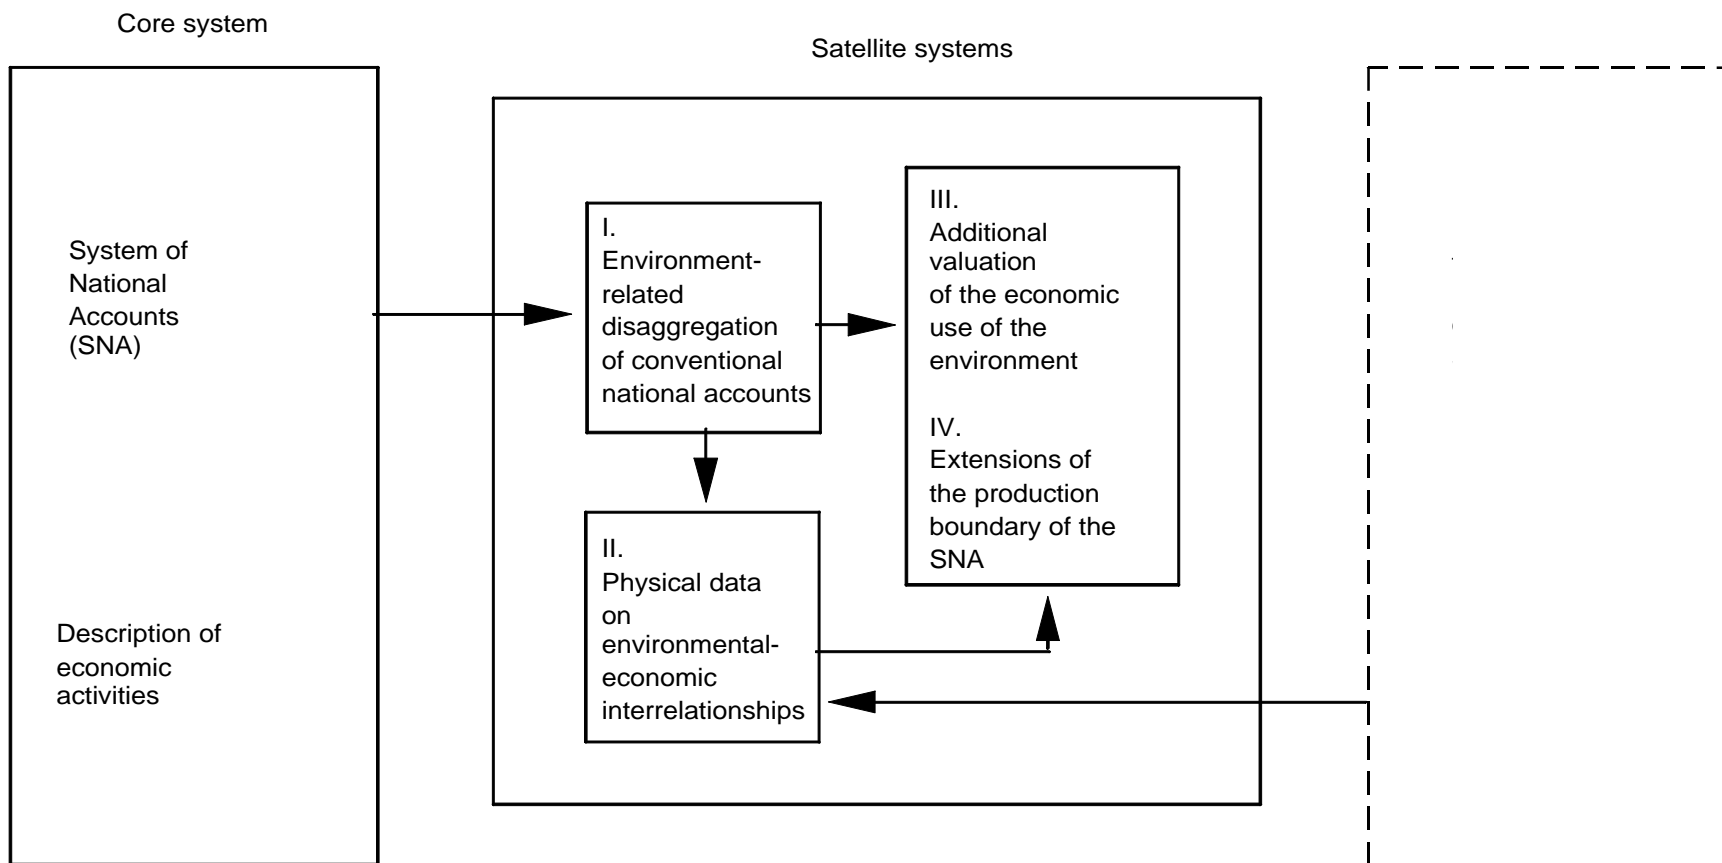 Core system
Satellite systems
System of
National
Accounts
(SNA)
Description of
economic
activities
I.
Environment-
related
disaggregation
of conventional
national accounts
II.
Physical data
on
environmental-
economic
interrelationships
III.
Additional
valuation
of the economic
use of the
environment
IV.
Extensions of
the production
boundary of the
SNA